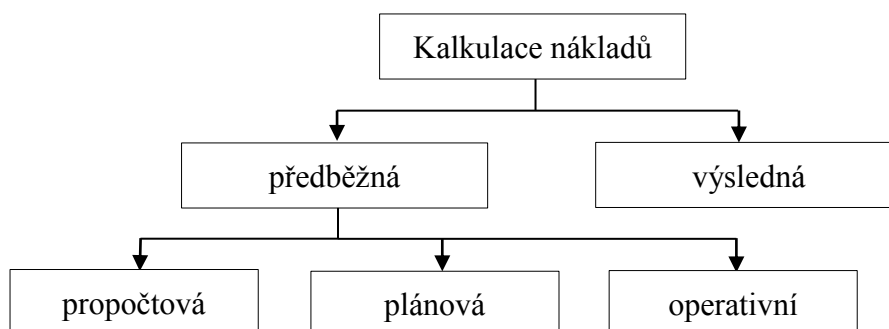 Kalkulace nákladů
předběžná
výsledná
propočtová
plánová
operativní